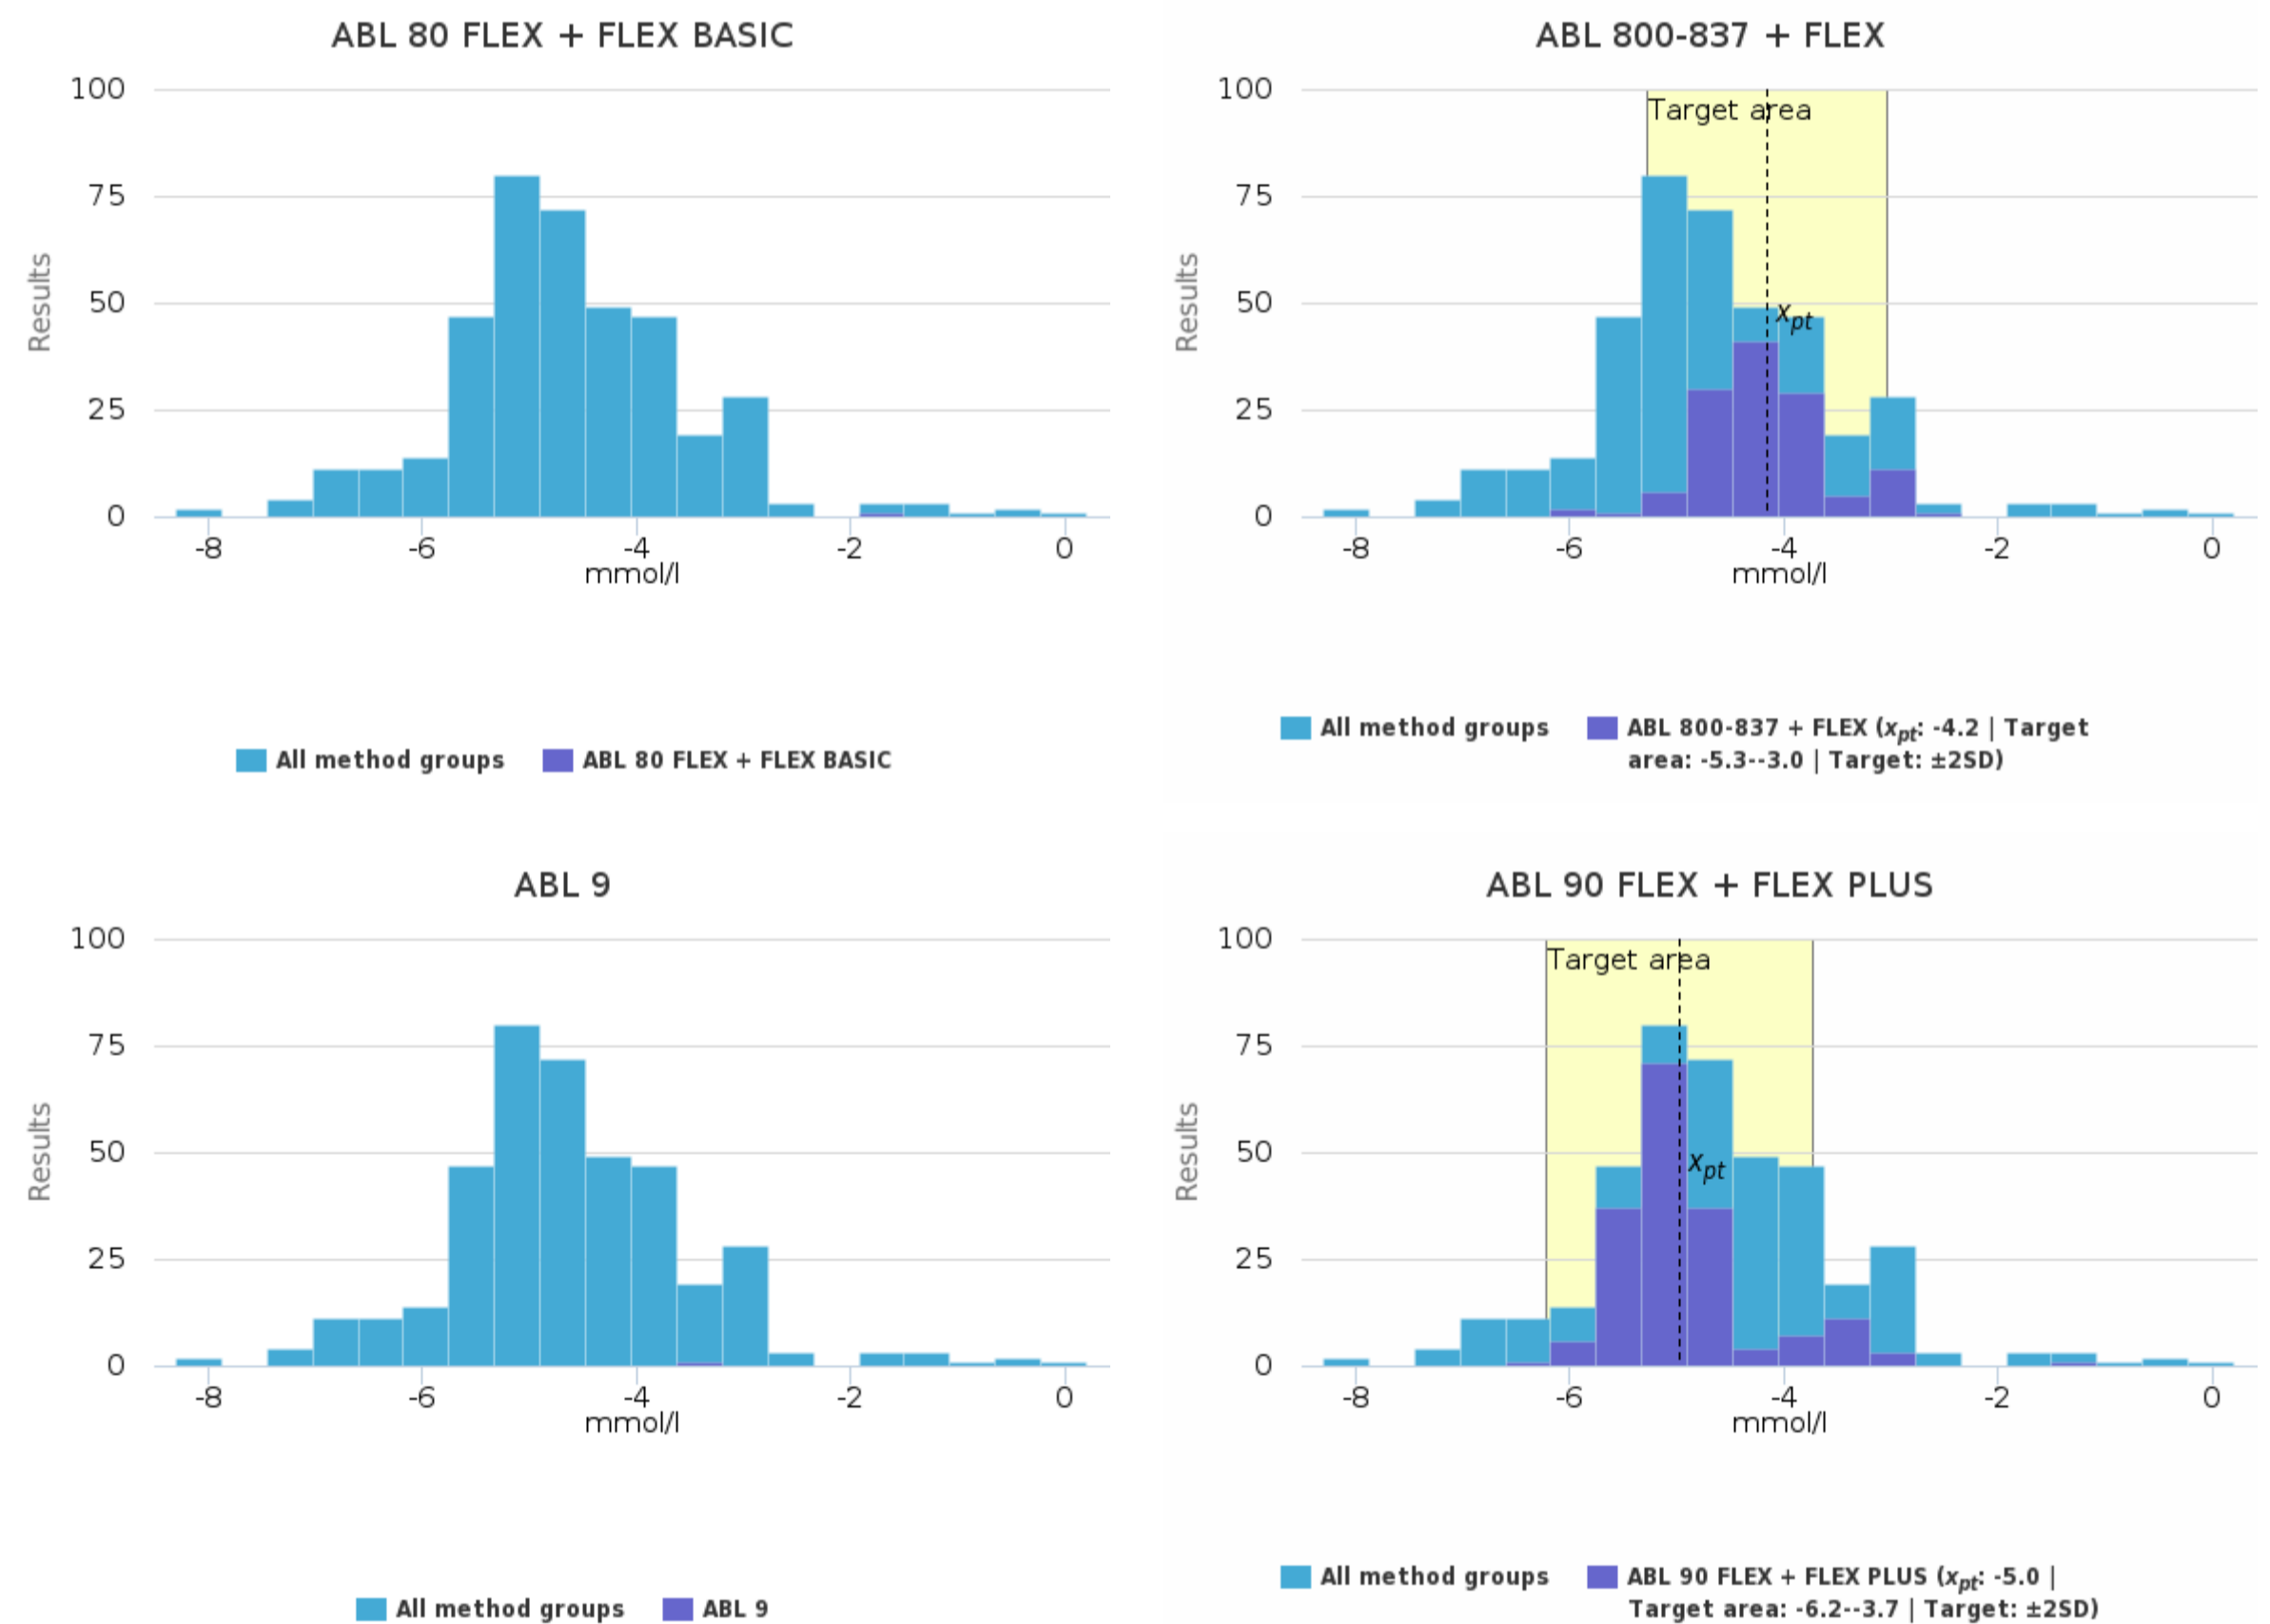 ABL 80 FLEX + FLEX BASIC
100
75
50
25
0
Results
-8 -6 -4 -2 0
mmol/l
All method groups ABL 80 FLEX + FLEX BASIC
ABL 800-837 + FLEX
100
75
50
25
0
Results
Target area
xpt
-8 -6 -4 -2 0
mmol/l
All method groups ABL 800-837 + FLEX (xpt: -4.2 | Target
area: -5.3--3.0 | Target: ±2SD)
ABL 9
100
75
50
25
0
Results
-8 -6 -4 -2 0
mmol/l
All method groups ABL 9
ABL 90 FLEX + FLEX PLUS
100
75
50
25
0
Results
Target area
xpt
-8 -6 -4 -2 0
mmol/l
All method groups ABL 90 FLEX + FLEX PLUS (xpt: -5.0 |
Target area: -6.2--3.7 | Target: ±2SD)